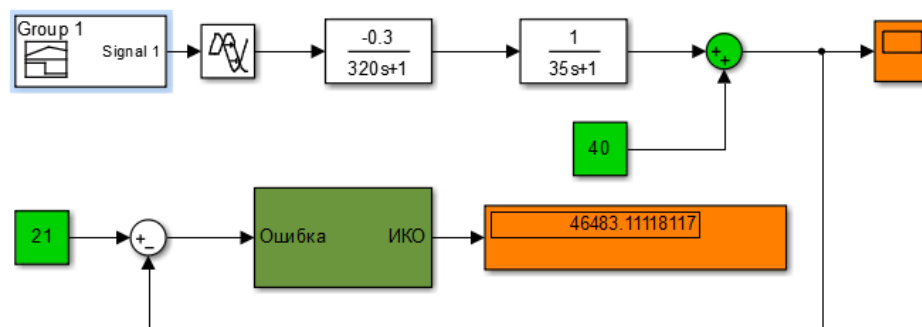 Group 1
Signal 1
-0.3
320s+1
1
35s+1
+
+
40
21
+
−
Ошибка
ИКО
46483.11118117